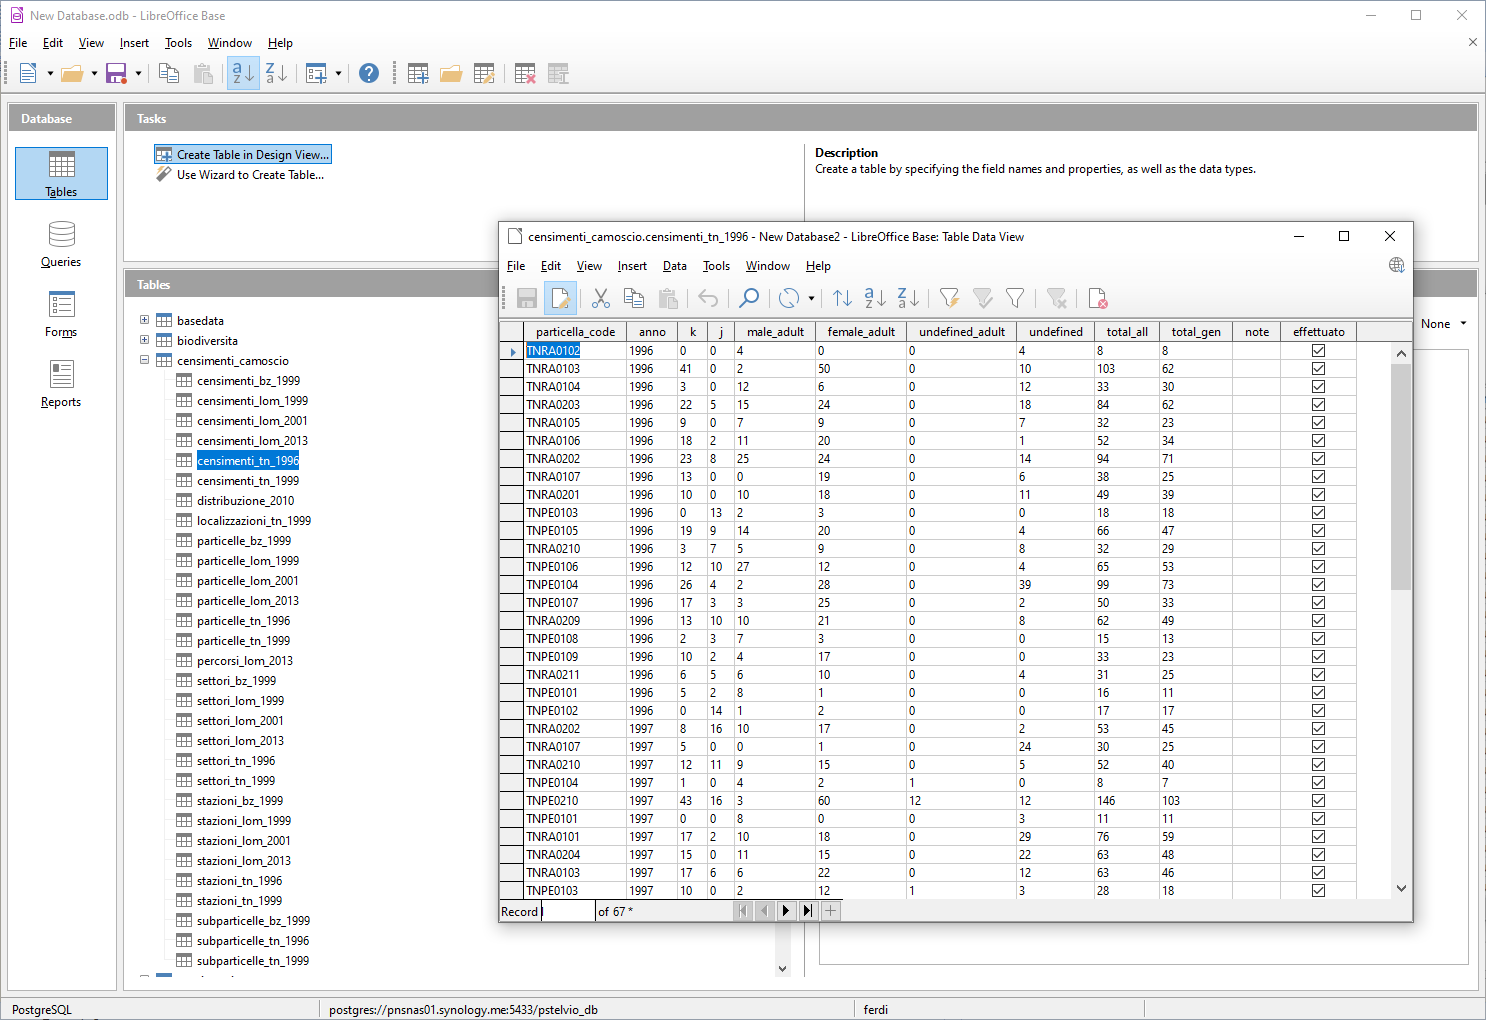 New Database.odb - LibreOffice Base
File Edit View Insert Tools Window Help
Database
Tables
Queries
Forms
Reports
Tasks
Create Table in Design View...
Use Wizard to Create Table...
Description
Create a table by specifying the field names and properties, as well as the data types.
Tables
None
basedata
biodiversita
censimenti_camoscio
censimenti_bz_1999
censimenti_lom_1999
censimenti_lom_2001
censimenti_lom_2013
censimenti_tn_1996
censimenti_tn_1999
distribuzione_2010
localizzazioni_tn_1999
particelle_bz_1999
particelle_lom_1999
particelle_lom_2001
particelle_lom_2013
particelle_tn_1996
particelle_tn_1999
percorsi_lom_2013
settori_bz_1999
settori_lom_1999
settori_lom_2001
settori_lom_2013
settori_tn_1996
settori_tn_1999
stazioni_bz_1999
stazioni_lom_1999
stazioni_lom_2001
stazioni_lom_2013
stazioni_tn_1996
stazioni_tn_1999
subparticelle_bz_1999
subparticelle_tn_1996
subparticelle_tn_1999
censimenti_camoscio.censimenti_tn_1996 - New Database2 - LibreOffice Base: Table Data View
File Edit View Insert Data Tools Window Help
particella_code anno k j male_adult female_adult undefined_adult undefined total_all total_gen note effettuato
TNRA0102 1996 0 0 4 0 0 4 8 8
TNRA0103 1996 41 0 2 50 0 10 103 62
TNRA0104 1996 3 0 12 6 0 12 33 30
TNRA0203 1996 22 5 15 24 0 18 84 62
TNRA0105 1996 9 0 7 9 0 7 32 23
TNRA0106 1996 18 2 11 20 0 1 52 34
TNRA0202 1996 23 8 25 24 0 14 94 71
TNRA0107 1996 13 0 0 19 0 6 38 25
TNRA0201 1996 10 0 10 18 0 11 49 39
TNPE0103 1996 0 13 2 3 0 0 18 18
TNPE0105 1996 19 9 14 20 0 4 66 47
TNRA0210 1996 3 7 5 9 0 8 32 29
TNPE0106 1996 12 10 27 12 0 4 65 53
TNPE0104 1996 26 4 2 28 0 39 99 73
TNPE0107 1996 17 3 3 25 0 2 50 33
TNRA0209 1996 13 10 10 21 0 8 62 49
TNPE0108 1996 2 3 7 3 0 0 15 13
TNPE0109 1996 10 2 4 17 0 0 33 23
TNRA0211 1996 6 5 6 10 0 4 31 25
TNPE0101 1996 5 2 8 1 0 0 16 11
TNPE0102 1996 0 14 1 2 0 0 17 17
TNRA0202 1997 8 16 10 17 0 2 53 45
TNRA0107 1997 5 0 0 1 0 24 30 25
TNRA0210 1997 12 11 9 15 0 5 52 40
TNPE0104 1997 1 0 4 2 1 0 8 7
TNPE0210 1997 43 16 3 60 12 12 146 103
TNPE0101 1997 0 0 8 0 0 3 11 11
TNRA0101 1997 17 2 10 18 0 29 76 59
TNRA0204 1997 15 0 11 15 0 22 63 48
TNRA0103 1997 17 6 6 22 0 12 63 46
TNPE0103 1997 10 0 2 12 1 3 28 18
Record of 67 *
PostgreSQL postgres://pnsnas01.synology.me:5433/pstelvio_db ferdi